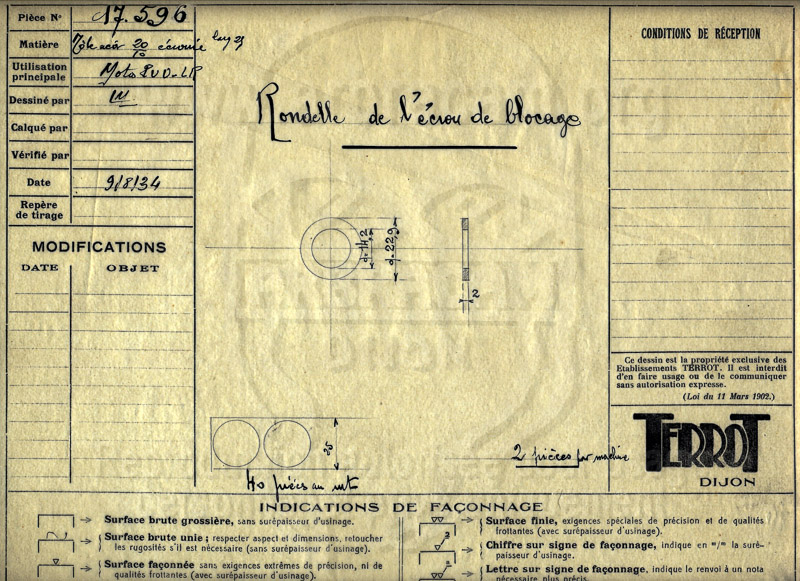 Pièce N° 17.596
Matière Tôle acier 20/10 écrouie
Utilisation
principale
Dessiné par
Calqué par
Vérifié par
Date 9/8/34
Repère
de tirage
MODIFICATIONS
DATE OBJET
Rondelle de l'écrou de blocage
d=14,2
d=22,9
2
25
40 pièces au mt
2 pièces par machine
CONDITIONS DE RÉCEPTION
Ce dessin est la propriété exclusive des
Etablissements TERROT. Il est interdit
d'en faire usage ou de le communiquer
sans autorisation expresse.
(Loi du 11 Mars 1902.)
TERROT
DIJON
INDICATIONS DE FAÇONNAGE
Surface brute grossière, sans surépaisseur d'usinage.
Surface brute unie ; respecter aspect et dimensions, retoucher
les rugosités s'il est nécessaire (sans surépaisseur d'usinage).
Surface façonnée sans exigences extrêmes de précision, ni de
qualités frottantes (avec surépaisseur d'usinage).
Surface finie, exigences spéciales de précision et de qualités
frottantes (avec surépaisseur d'usinage).
Chiffre sur signe de façonnage, indique en m/m la suré-
paisseur d'usinage.
Lettre sur signe de façonnage, indique le renvoi à un nota
nécessaire plus précis.